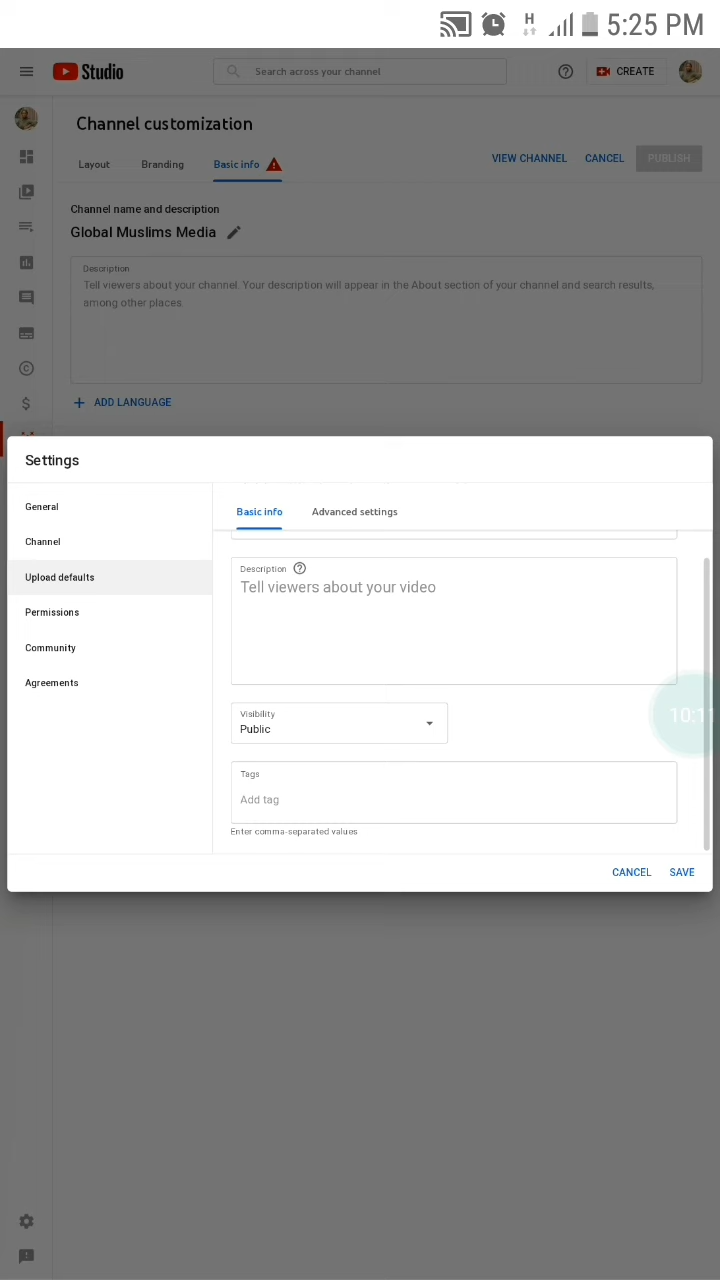 H 5:25 PM
Studio
Search across your channel
CREATE
Channel customization
Layout Branding Basic info
VIEW CHANNEL CANCEL PUBLISH
Channel name and description
Global Muslims Media
Description
Tell viewers about your channel. Your description will appear in the About section of your channel and search results,
among other places.
+ ADD LANGUAGE
Settings
General
Channel
Upload defaults
Permissions
Community
Agreements
Basic info Advanced settings
Description
Tell viewers about your video
Visibility
Public
10:11
Tags
Add tag
Enter comma-separated values
CANCEL SAVE